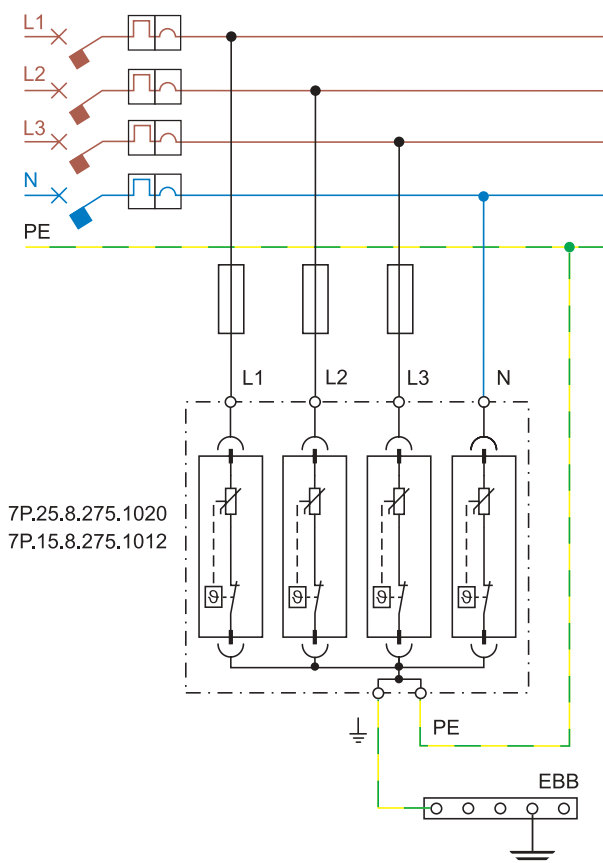 L1
L2
L3
N
PE
L1 L2 L3 N
7P.25.8.275.1020
7P.15.8.275.1012
ϑ ϑ ϑ ϑ
PE
EBB